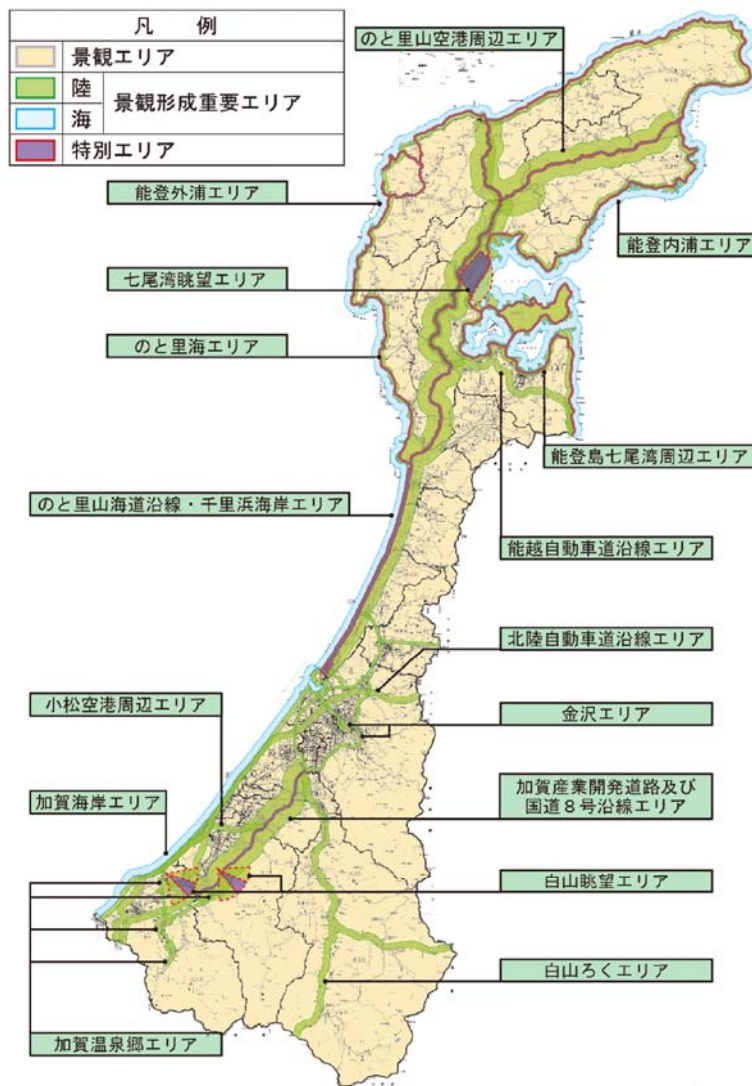 凡 例
景観エリア
陸
海
景観形成重要エリア
特別エリア
のと里山空港周辺エリア
能登外浦エリア
能登内浦エリア
七尾湾眺望エリア
のと里海エリア
能登島七尾湾周辺エリア
のと里山海道沿線・千里浜海岸エリア
能越自動車道沿線エリア
北陸自動車道沿線エリア
小松空港周辺エリア
金沢エリア
加賀海岸エリア
加賀産業開発道路及び
国道8号沿線エリア
白山眺望エリア
白山ろくエリア
加賀温泉郷エリア